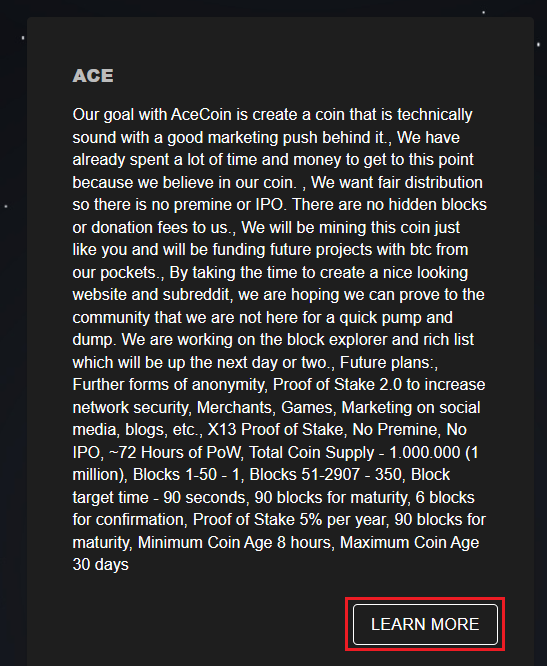 ACE
Our goal with AceCoin is create a coin that is technically
sound with a good marketing push behind it., We have
already spent a lot of time and money to get to this point
because we believe in our coin. , We want fair distribution
so there is no premine or IPO. There are no hidden blocks
or donation fees to us., We will be mining this coin just
like you and will be funding future projects with btc from
our pockets., By taking the time to create a nice looking
website and subreddit, we are hoping we can prove to the
community that we are not here for a quick pump and
dump. We are working on the block explorer and rich list
which will be up the next day or two., Future plans:,
Further forms of anonymity, Proof of Stake 2.0 to increase
network security, Merchants, Games, Marketing on social
media, blogs, etc., X13 Proof of Stake, No Premine, No
IPO, ~72 Hours of PoW, Total Coin Supply - 1.000.000 (1
million), Blocks 1-50 - 1, Blocks 51-2907 - 350, Block
target time - 90 seconds, 90 blocks for maturity, 6 blocks
for confirmation, Proof of Stake 5% per year, 90 blocks for
maturity, Minimum Coin Age 8 hours, Maximum Coin Age
30 days
LEARN MORE